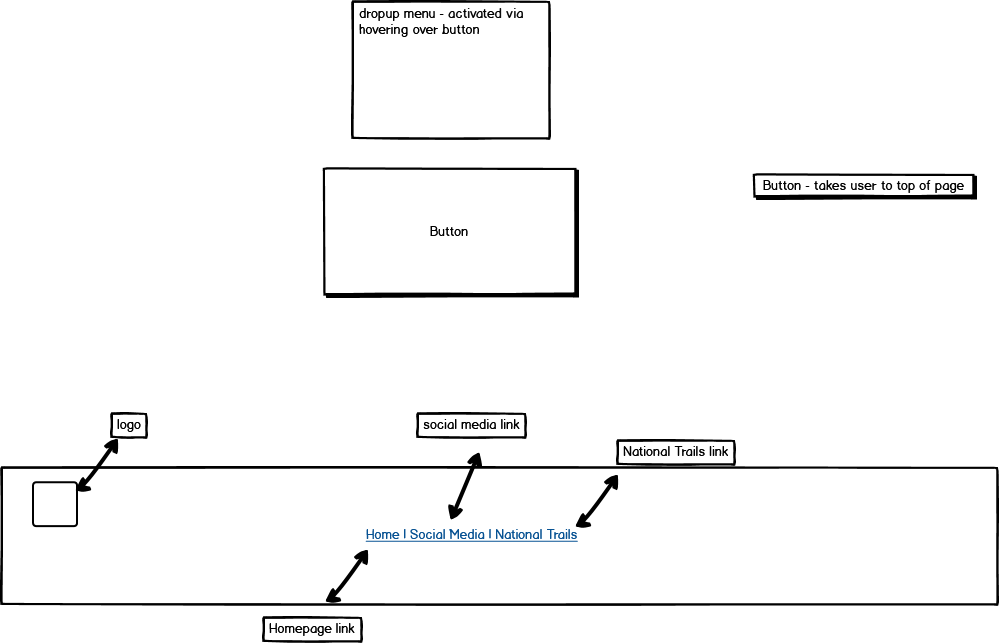 dropup menu - activated via
hovering over button
Button - takes user to top of page
Button
logo
social media link
National Trails link
Home | Social Media | National Trails
Homepage link